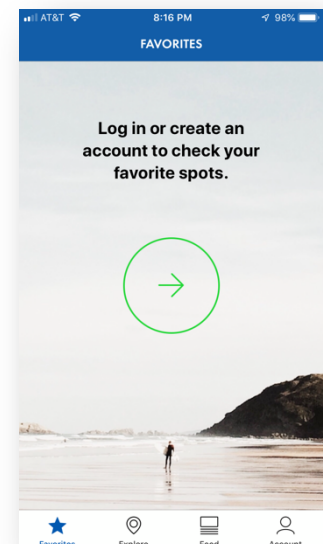 AT&T 8:16 PM 98%
FAVORITES
Log in or create an
account to check your
favorite spots.
Favorites Explore Feed Account